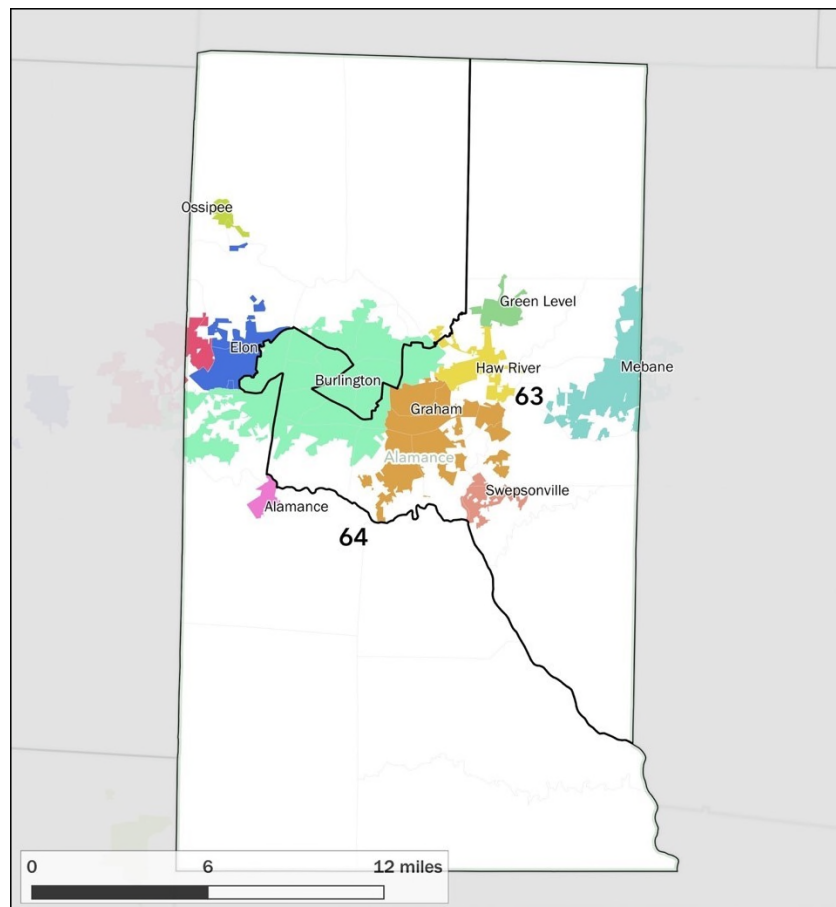 Ossipee
Green Level
Elon
Haw River
Mebane
Burlington
63
Graham
Alamance
Swepsonville
Alamance
64
0 6 12 miles